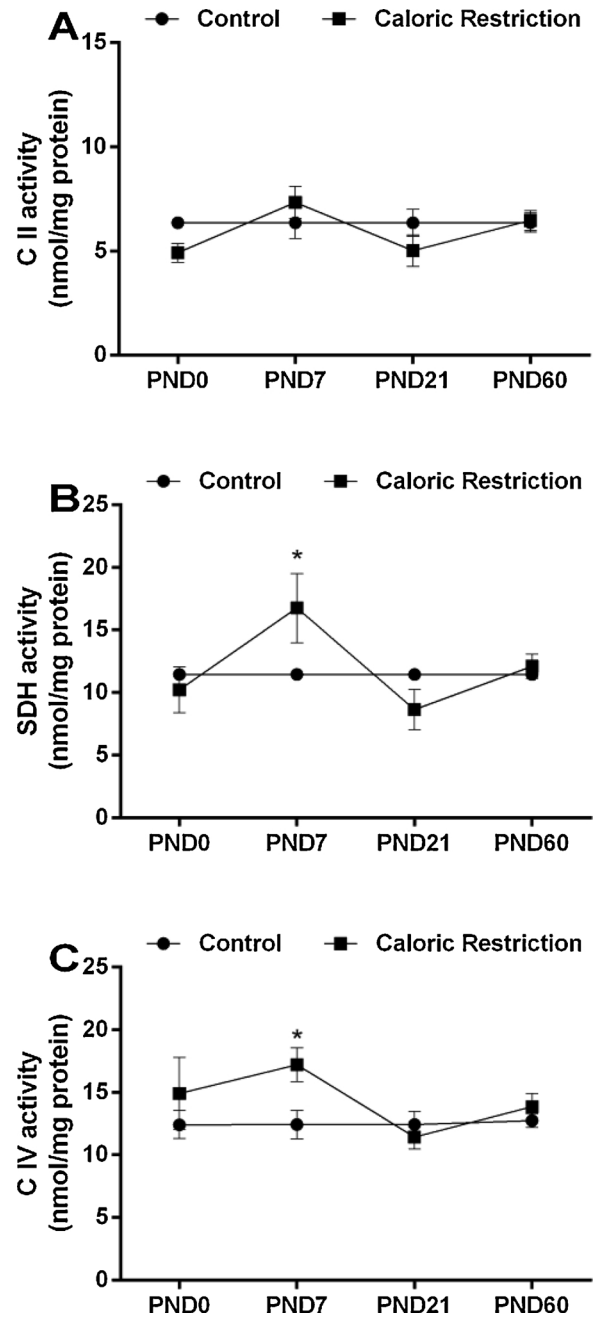 A
Control
Caloric Restriction
C II activity
(nmol/mg protein)
15
10
5
0
PND0 PND7 PND21 PND60
B
Control
Caloric Restriction
SDH activity
(nmol/mg protein)
25
20
*
15
10
5
0
PND0 PND7 PND21 PND60
C
Control
Caloric Restriction
C IV activity
(nmol/mg protein)
25
20
*
15
10
5
0
PND0 PND7 PND21 PND60